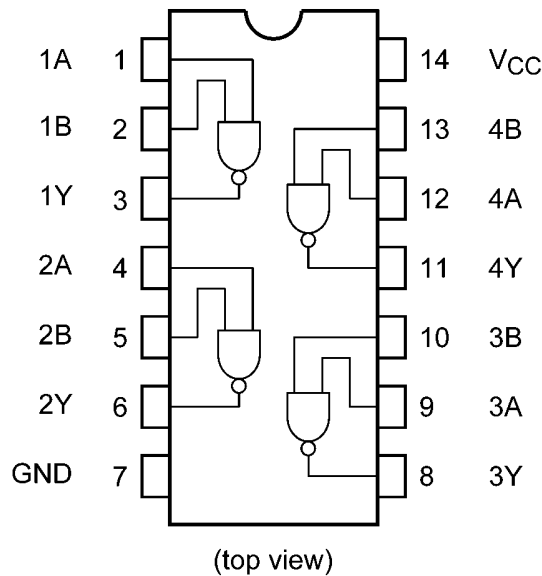 1A 1 14 VCC
1B 2 13 4B
1Y 3 12 4A
2A 4 11 4Y
2B 5 10 3B
2Y 6 9 3A
GND 7 8 3Y
(top view)